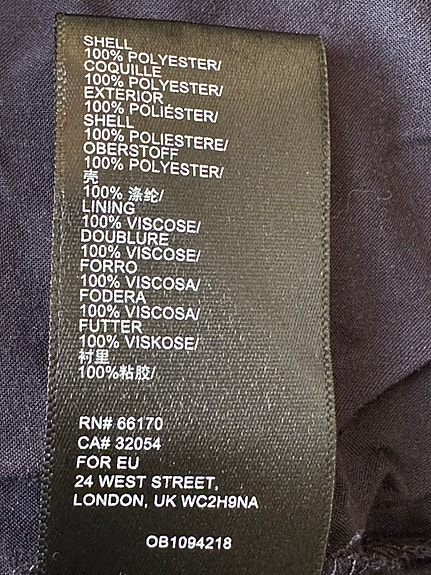 SHELL
100% POLYESTER/
COQUILLE
100% POLYESTER/
EXTERIOR
100% POLIÉSTER/
SHELL
100% POLIESTERE/
OBERSTOFF
100% POLYESTER/
壳
100% 涤纶/
LINING
100% VISCOSE/
DOUBLURE
100% VISCOSE/
FORRO
100% VISCOSA/
FODERA
100% VISCOSA/
FUTTER
100% VISKOSE/
衬里
100%粘胶/
RN# 66170
CA# 32054
FOR EU
24 WEST STREET,
LONDON, UK WC2H9NA
OB1094218